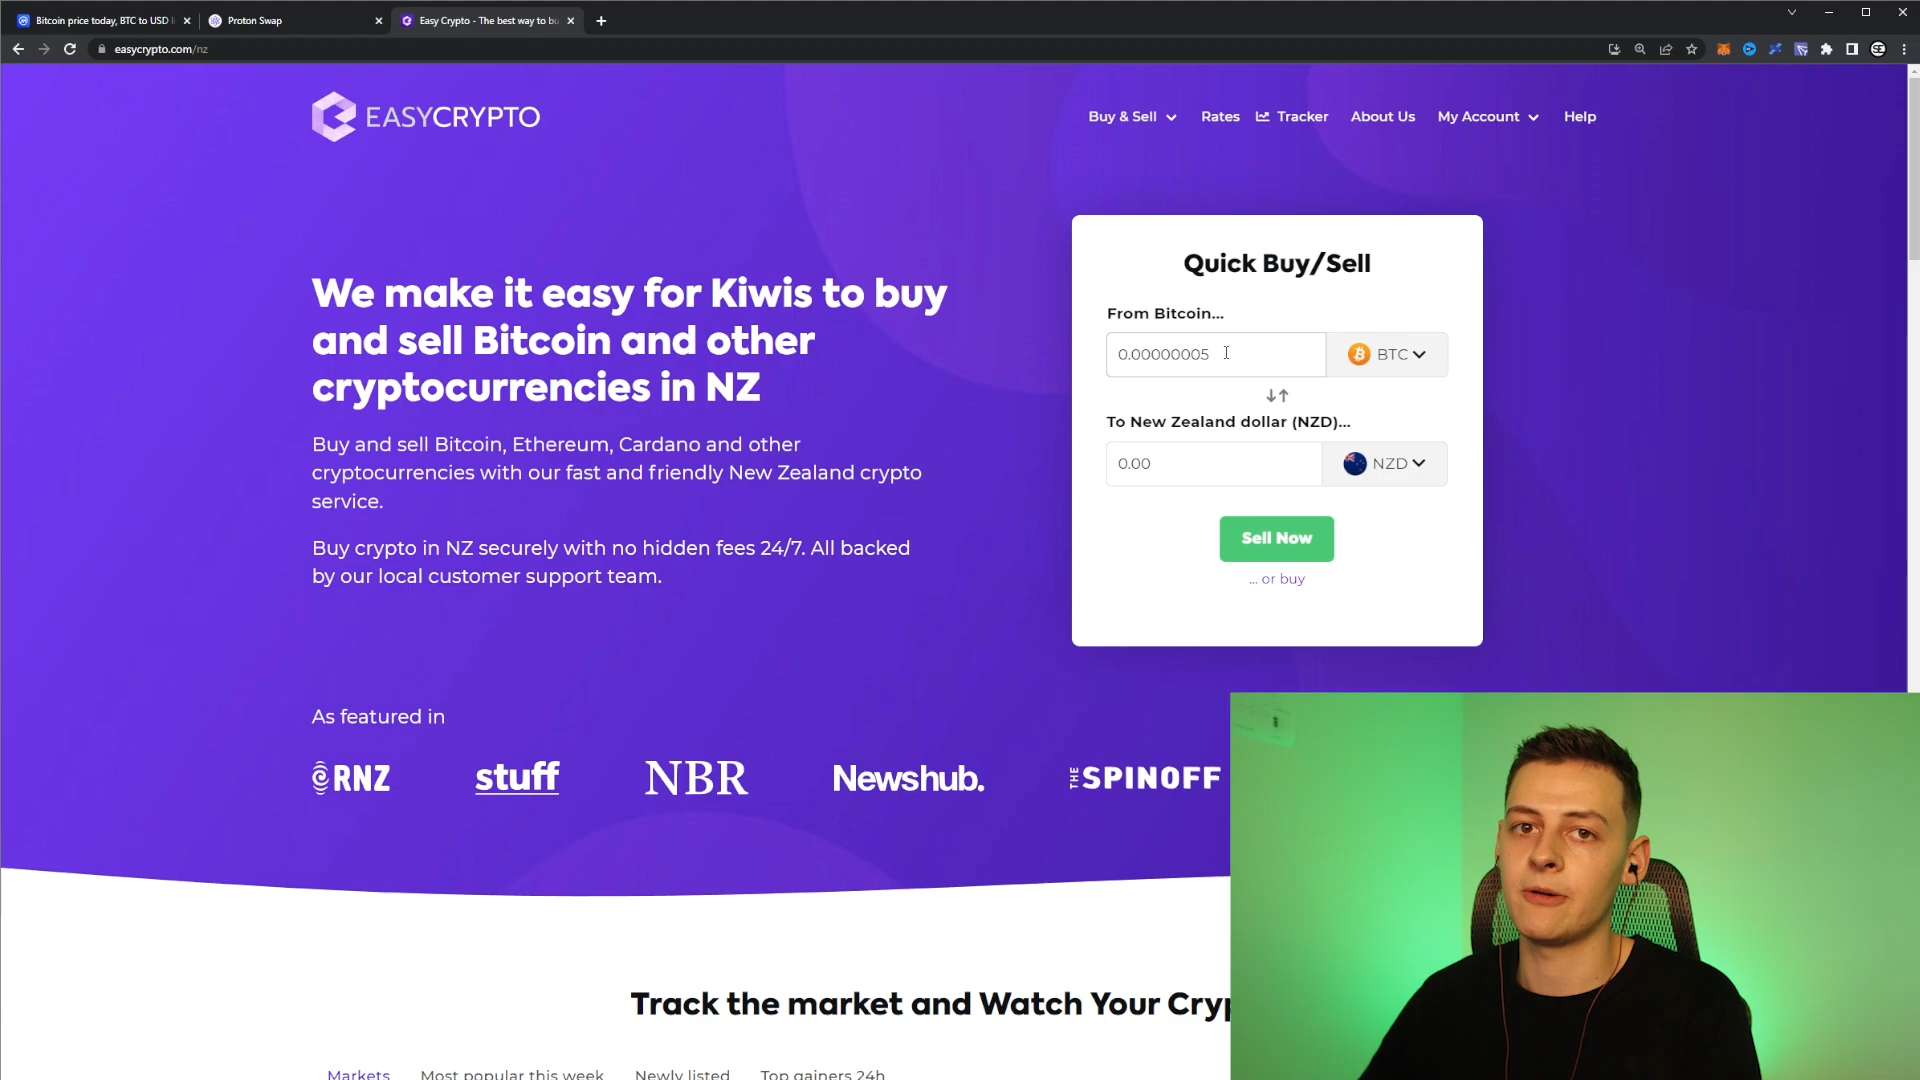 Bitcoin price today, BTC to USD li
Proton Swap
Easy Crypto - The best way to bu
easycrypto.com/nz
EASYCRYPTO
Buy & Sell
Rates
Tracker
About Us
My Account
Help
We make it easy for Kiwis to buy
and sell Bitcoin and other
cryptocurrencies in NZ
Buy and sell Bitcoin, Ethereum, Cardano and other
cryptocurrencies with our fast and friendly New Zealand crypto
service.
Buy crypto in NZ securely with no hidden fees 24/7. All backed
by our local customer support team.
Quick Buy/Sell
From Bitcoin...
0.00000005
BTC
To New Zealand dollar (NZD)...
0.00
NZD
Sell Now
... or buy
As featured in
RNZ
stuff
NBR
Newshub.
THE SPINOFF
Track the market and Watch Your Cryp
Markets
Most popular this week
Newly listed
Top gainers 24h